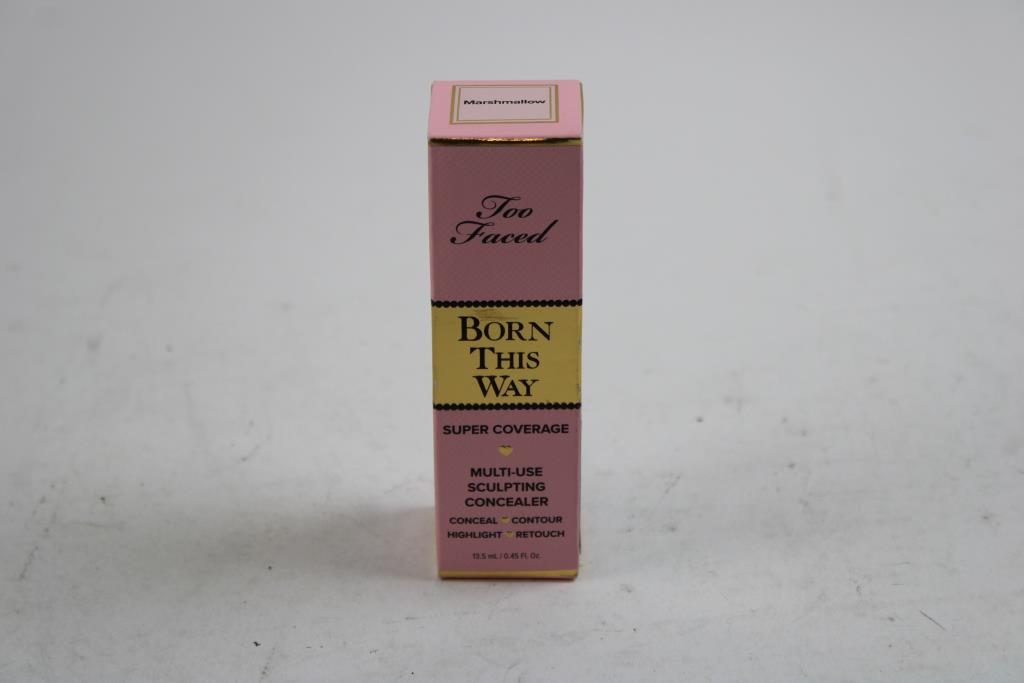 Marshmallow
Too
Faced
BORN
THIS
WAY
SUPER COVERAGE
MULTI-USE
SCULPTING
CONCEALER
CONCEAL CONTOUR
HIGHLIGHT RETOUCH
13.5 mL / 0.45 Fl. Oz.